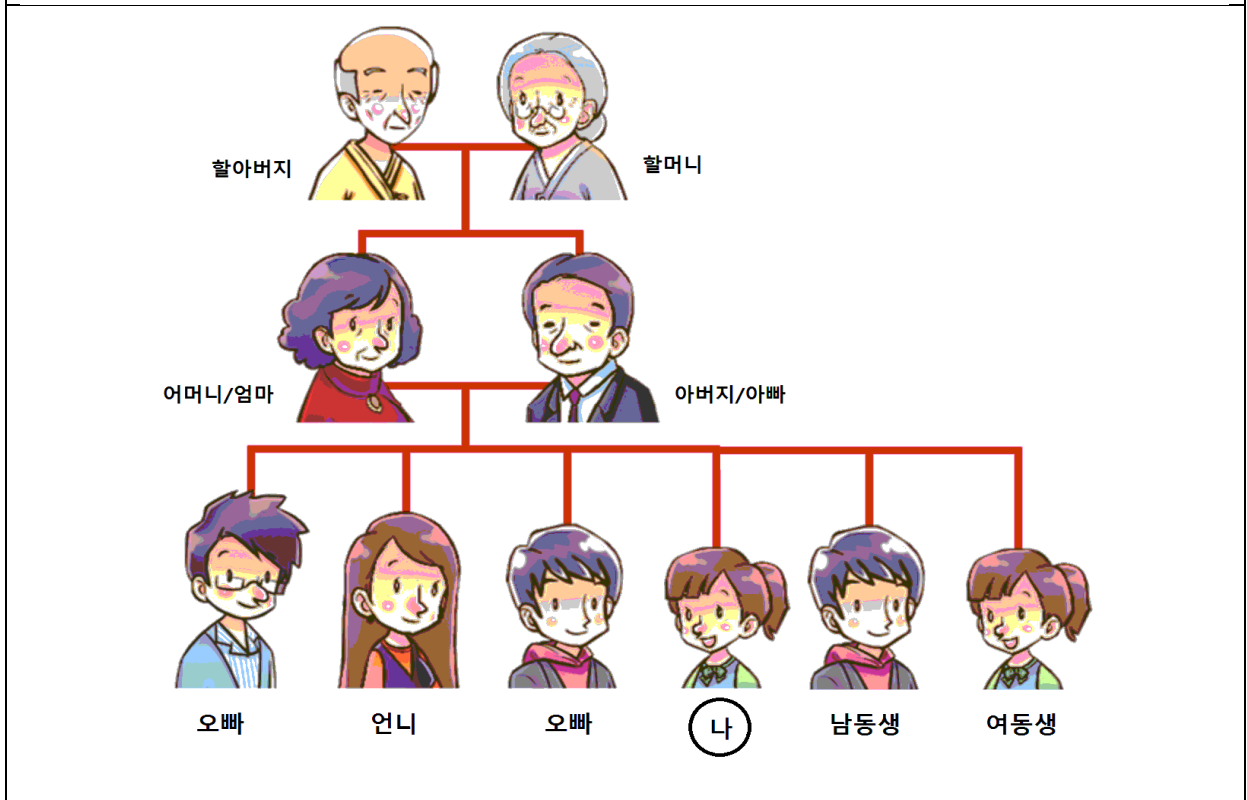 할아버지
할머니
어머니/엄마
아버지/아빠
오빠
언니
오빠
나
남동생
여동생